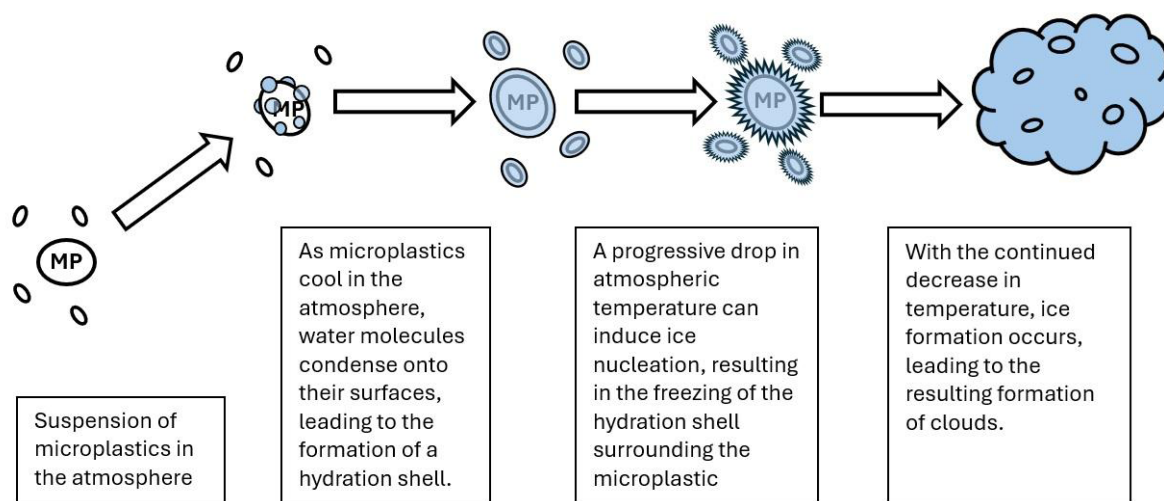 MP
MP
MP
MP
Suspension of
microplastics in
the atmosphere
As microplastics
cool in the
atmosphere,
water molecules
condense onto
their surfaces,
leading to the
formation of a
hydration shell.
A progressive drop in
atmospheric
temperature can
induce ice
nucleation, resulting
in the freezing of the
hydration shell
surrounding the
microplastic
With the continued
decrease in
temperature, ice
formation occurs,
leading to the
resulting formation
of clouds.